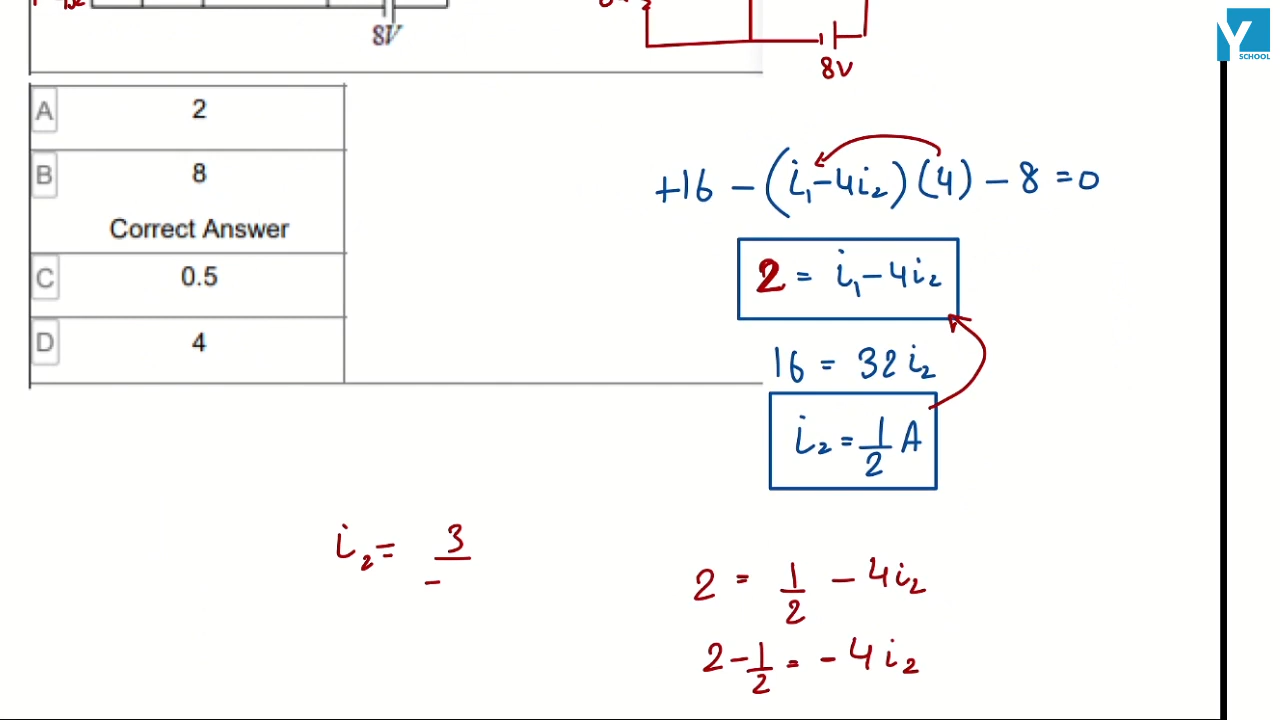 8V
8V
Y
SCHOOL
A 2
B 8
Correct Answer
C 0.5
D 4
+16 - (i₁-4i₂)(4) - 8 = 0
2 = i₁ - 4i₂
16 = 32 i₂
i₂ = 1/2 A
i₂ = 3/-
2 = 1/2 - 4i₂
2 - 1/2 = - 4 i₂